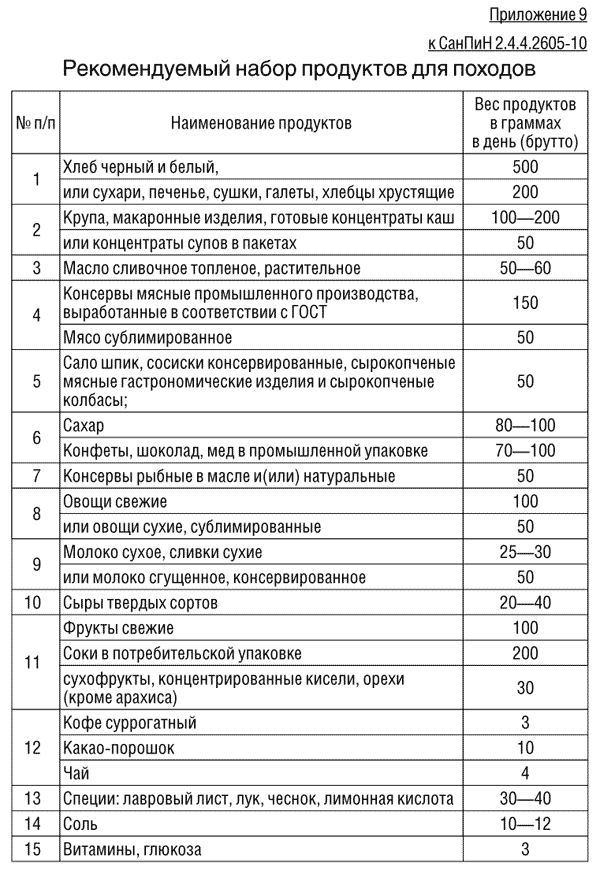 Приложение 9
к СанПиН 2.4.4.2605-10
Рекомендуемый набор продуктов для походов
№ п/п Наименование продуктов Вес продуктов
в граммах
в день (брутто)
1 Хлеб черный и белый, 500
или сухари, печенье, сушки, галеты, хлебцы хрустящие 200
2 Крупа, макаронные изделия, готовые концентраты каш 100—200
или концентраты супов в пакетах 50
3 Масло сливочное топленое, растительное 50—60
4 Консервы мясные промышленного производства,
выработанные в соответствии с ГОСТ 150
Мясо сублимированное 50
5 Сало шпик, сосиски консервированные, сырокопченые
мясные гастрономические изделия и сырокопченые 50
колбасы;
6 Сахар 80—100
Конфеты, шоколад, мед в промышленной упаковке 70—100
7 Консервы рыбные в масле и(или) натуральные 50
8 Овощи свежие 100
или овощи сухие, сублимированные 50
9 Молоко сухое, сливки сухие 25—30
или молоко сгущенное, консервированное 50
10 Сыры твердых сортов 20—40
11 Фрукты свежие 100
Соки в потребительской упаковке 200
сухофрукты, концентрированные кисели, орехи
(кроме арахиса) 30
12 Кофе суррогатный 3
Какао-порошок 10
Чай 4
13 Специи: лавровый лист, лук, чеснок, лимонная кислота 30—40
14 Соль 10—12
15 Витамины, глюкоза 3